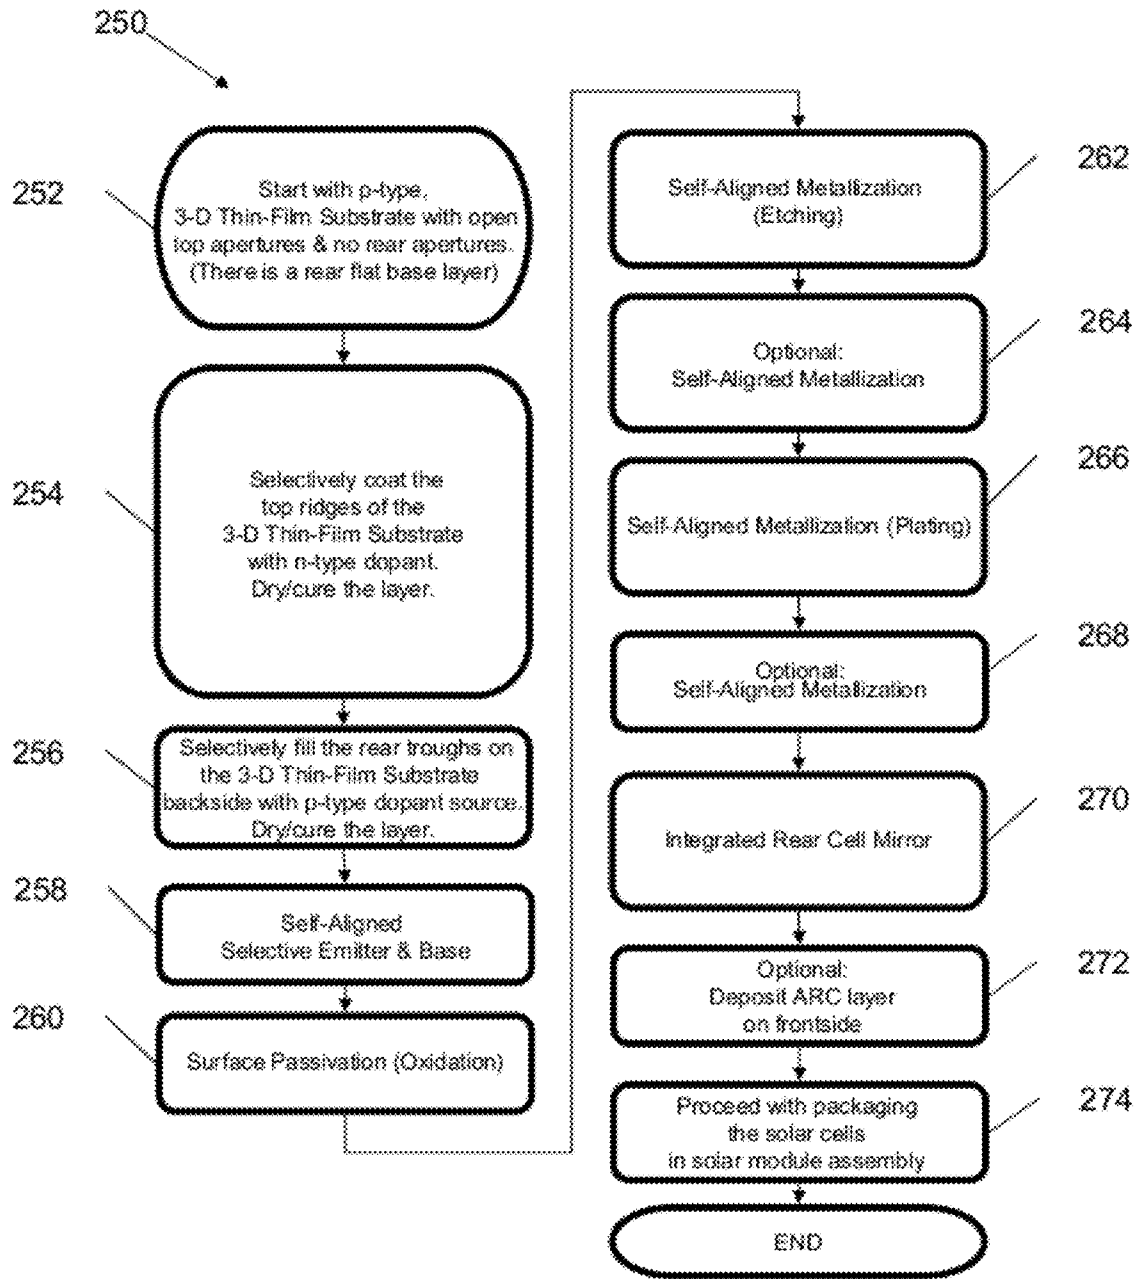 250
252
Start with p-type,
3-D Thin-Film Substrate with open
top apertures & no rear apertures.
(There is a rear flat base layer)
254
Selectively coat the
top ridges of the
3-D Thin-Film Substrate
with n-type dopant.
Dry/cure the layer.
256
Selectively fill the rear troughs on
the 3-D Thin-Film Substrate
backside with p-type dopant source.
Dry/cure the layer.
258
Self-Aligned
Selective Emitter & Base
260
Surface Passivation (Oxidation)
262
Self-Aligned Metallization
(Etching)
264
Optional:
Self-Aligned Metallization
266
Self-Aligned Metallization (Plating)
268
Optional:
Self-Aligned Metallization
270
Integrated Rear Cell Mirror
272
Optional:
Deposit ARC layer
on frontside
274
Proceed with packaging
the solar cells
in solar module assembly
END